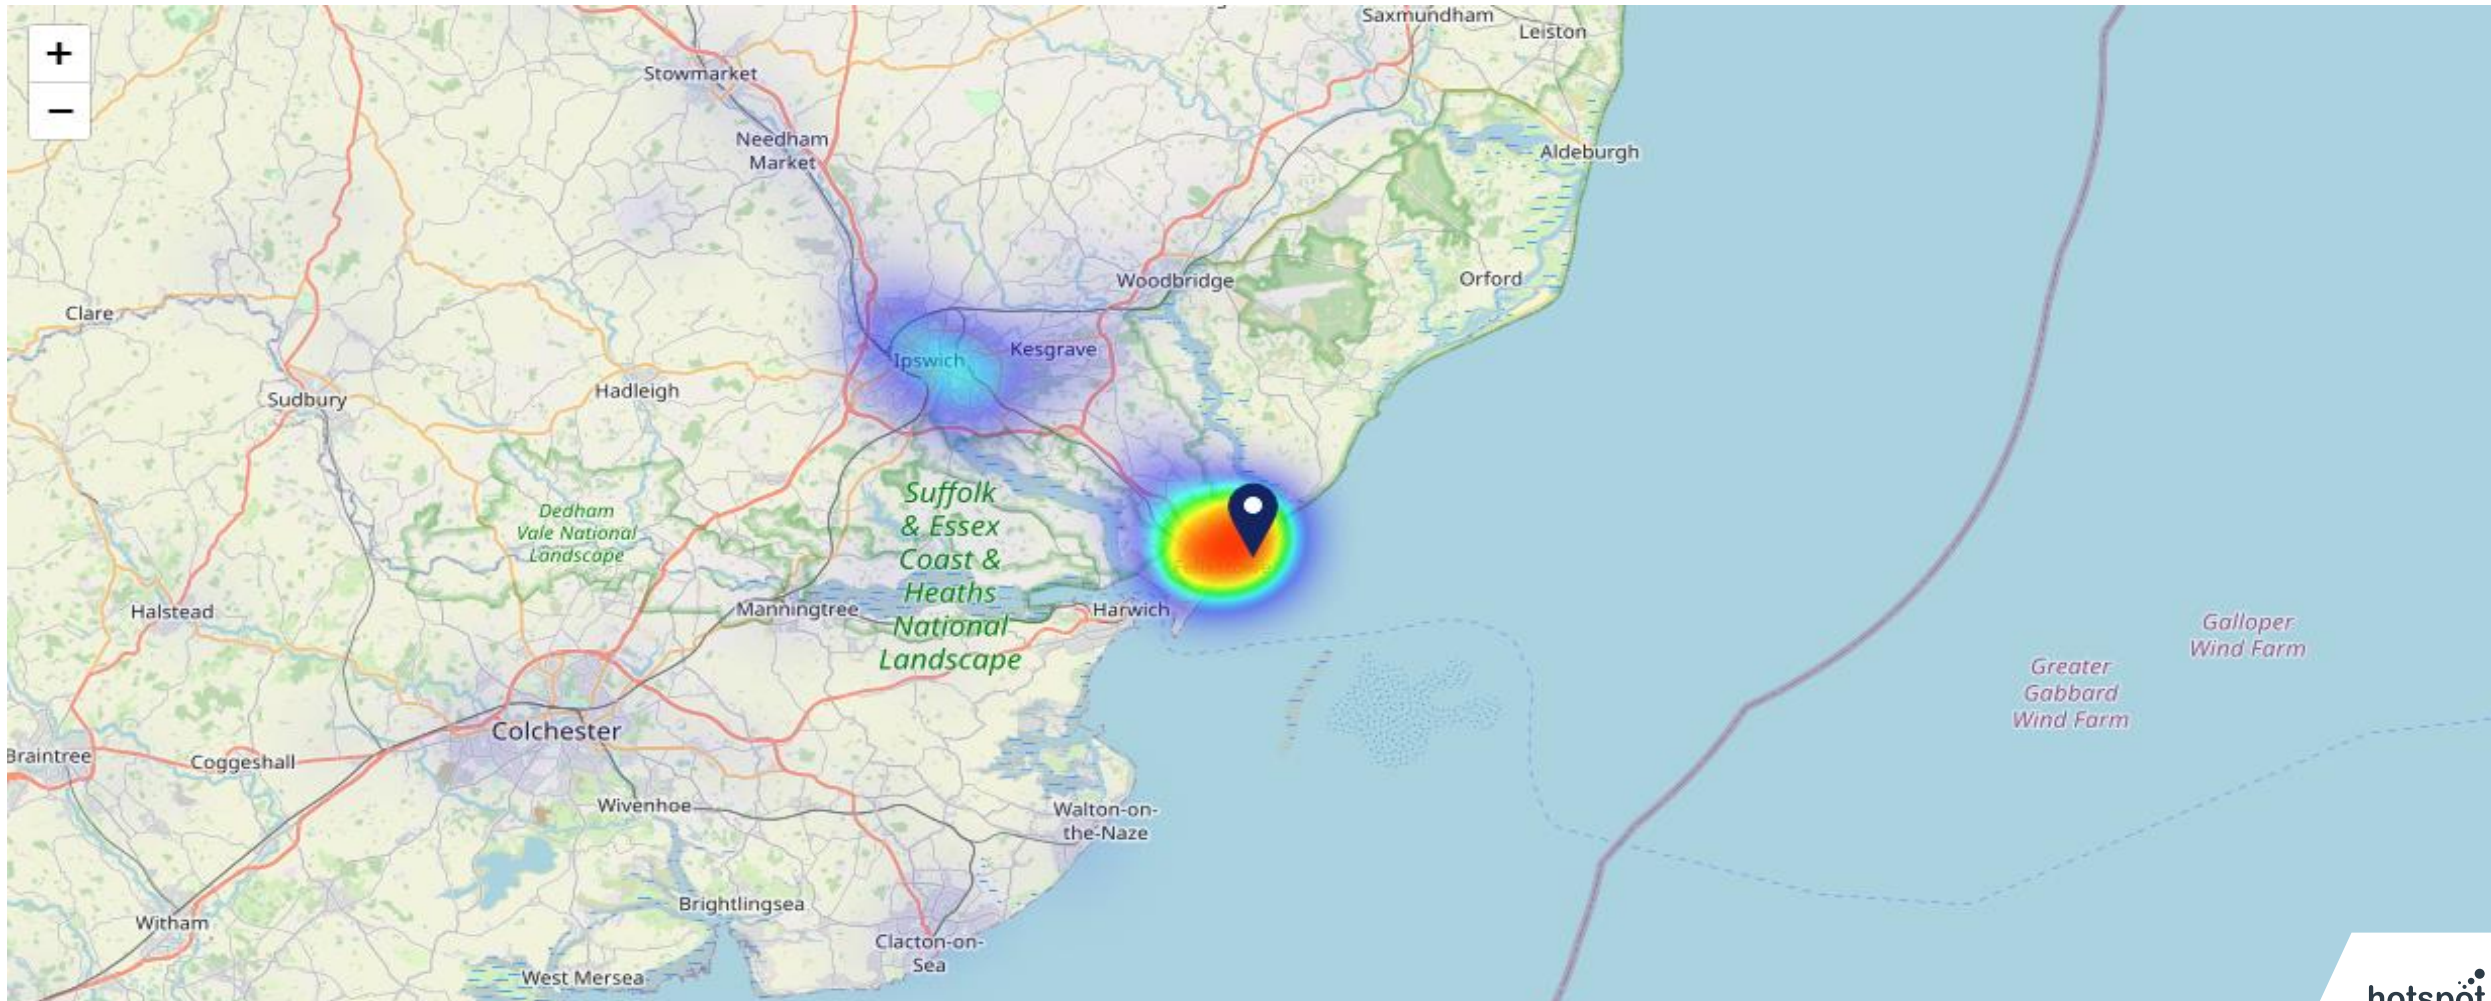 Saxmundham
Leiston
+
−
Stowmarket
Needham
Market
Aldeburgh
Woodbridge
Orford
Clare
Ipswich
Kesgrave
Sudbury
Hadleigh
Suffolk
& Essex
Coast &
Heaths
National
Landscape
Dedham
Vale National
Landscape
Halstead
Manningtree
Harwich
Galloper
Wind Farm
Greater
Gabbard
Wind Farm
Colchester
Braintree
Coggeshall
Wivenhoe
Walton-on-
the-Naze
Brightlingsea
Witham
Clacton-on-
Sea
West Mersea
hotspot